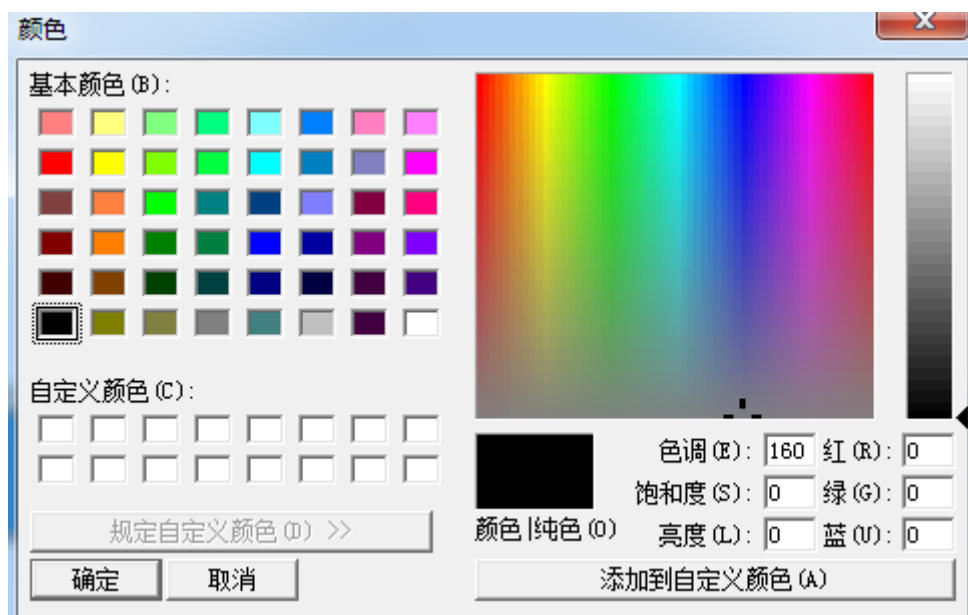 颜色
基本颜色(B):
自定义颜色(C):
规定自定义颜色(D) >>
确定
取消
颜色|纯色(O)
色调(E): 160
饱和度(S): 0
亮度(L): 0
红(R): 0
绿(G): 0
蓝(U): 0
添加到自定义颜色(A)